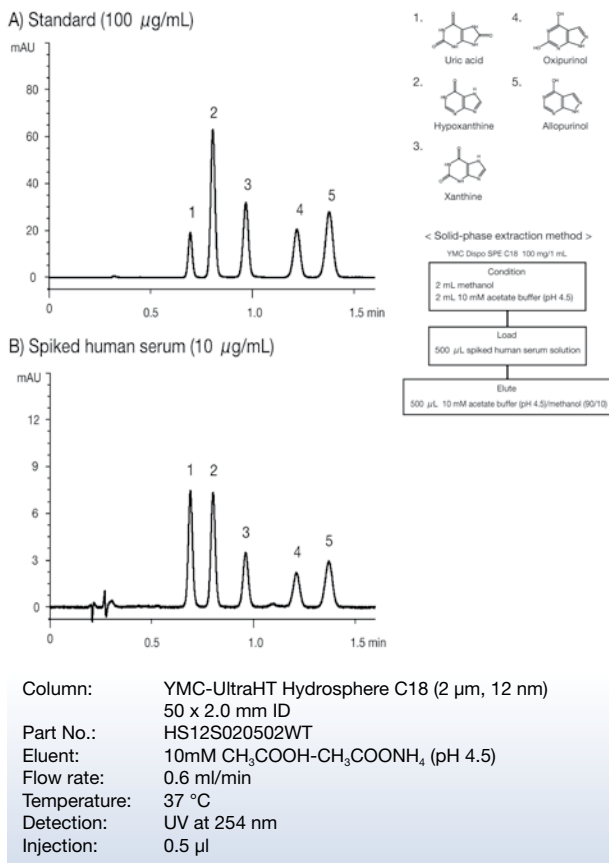 A) Standard (100 μg/mL)
mAU
80
60
40
20
0
1
2
3
4
5
0
0.5
1.0
1.5 min
B) Spiked human serum (10 μg/mL)
mAU
12
9
6
3
0
1
2
3
4
5
0
0.5
1.0
1.5 min
1.
Uric acid
4.
Oxipurinol
2.
Hypoxanthine
5.
Allopurinol
3.
Xanthine
< Solid-phase extraction method >
YMC Dispo SPE C18 100 mg/1 mL
Condition
2 mL methanol
2 mL 10 mM acetate buffer (pH 4.5)
Load
500 μL spiked human serum solution
Elute
500 μL 10 mM acetate buffer (pH 4.5)/methanol (90/10)
Column: YMC-UltraHT Hydrosphere C18 (2 μm, 12 nm)
50 x 2.0 mm ID
Part No.: HS12S020502WT
Eluent: 10mM CH₃COOH-CH₃COONH₄ (pH 4.5)
Flow rate: 0.6 ml/min
Temperature: 37 °C
Detection: UV at 254 nm
Injection: 0.5 μl